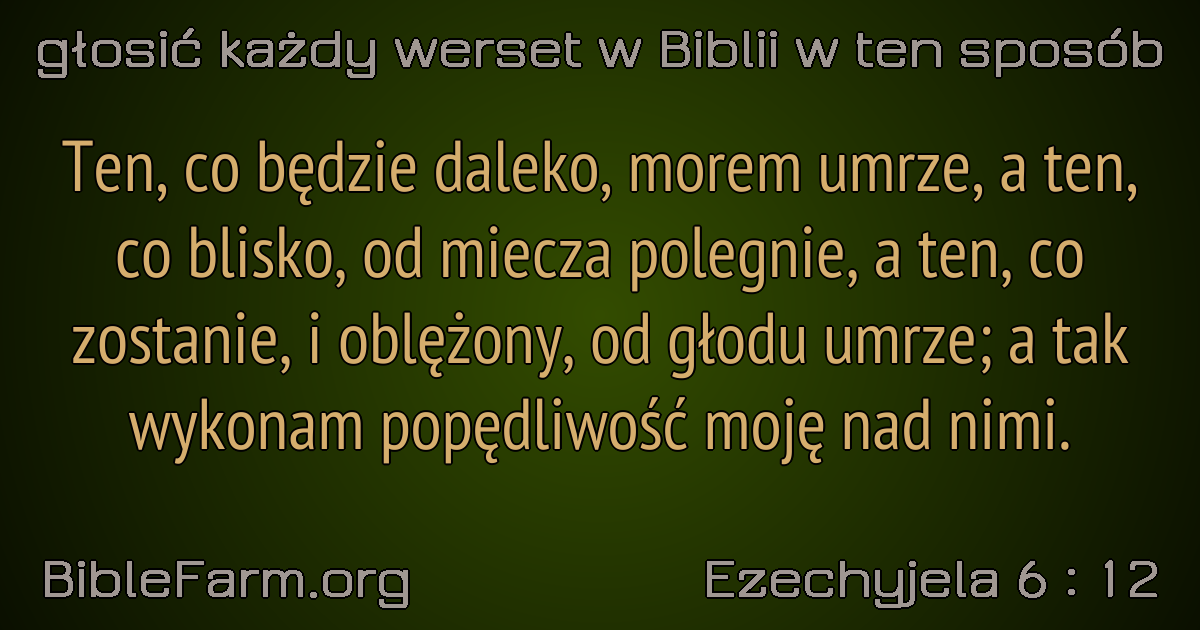 głosić każdy werset w Biblii w ten sposób
Ten, co będzie daleko, morem umrze, a ten,
co blisko, od miecza polegnie, a ten, co
zostanie, i oblężony, od głodu umrze; a tak
wykonam popędliwość moję nad nimi.
BibleFarm.org
Ezechyjela 6 : 12